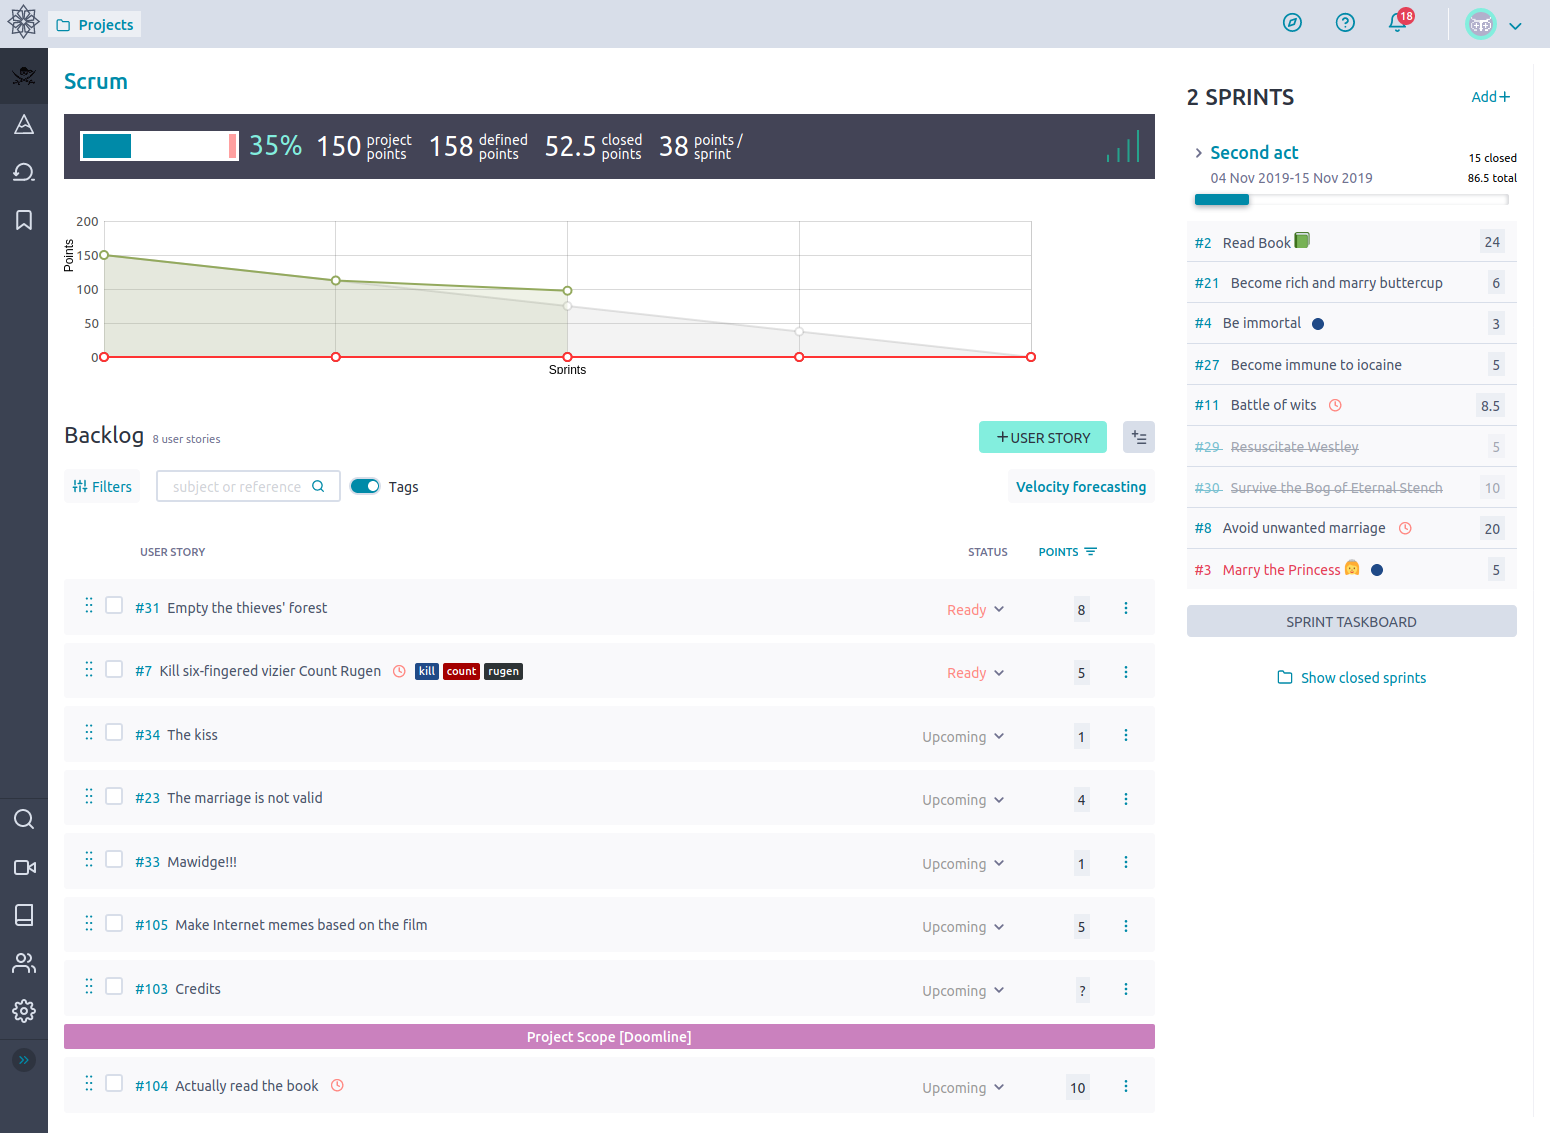 Projects
18
Scrum
35% 150 project points 158 defined points 52.5 closed points 38 points / sprint
200
150
100
50
0
Points
Sprints
Backlog 8 user stories
+ USER STORY
Filters
subject or reference
Tags
Velocity forecasting
USER STORY STATUS POINTS
#31 Empty the thieves' forest Ready 8
#7 Kill six-fingered vizier Count Rugen kill count rugen Ready 5
#34 The kiss Upcoming 1
#23 The marriage is not valid Upcoming 4
#33 Mawidge!!! Upcoming 1
#105 Make Internet memes based on the film Upcoming 5
#103 Credits Upcoming ?
Project Scope [Doomline]
#104 Actually read the book Upcoming 10
2 SPRINTS Add+
Second act 15 closed
04 Nov 2019-15 Nov 2019 86.5 total
#2 Read Book 24
#21 Become rich and marry buttercup 6
#4 Be immortal 3
#27 Become immune to iocaine 5
#11 Battle of wits 8.5
#29 Resuscitate Westley 5
#30 Survive the Bog of Eternal Stench 10
#8 Avoid unwanted marriage 20
#3 Marry the Princess 5
SPRINT TASKBOARD
Show closed sprints